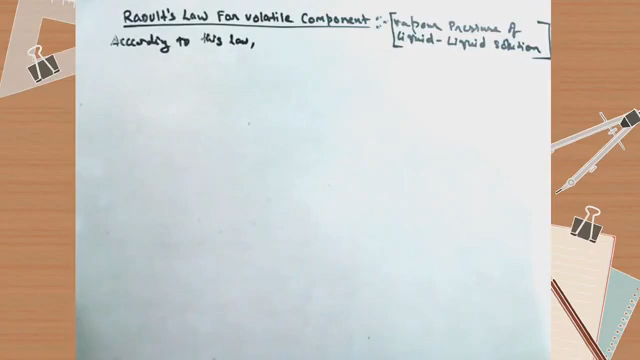 Raoult's Law For volatile Component :- [vapour Pressure of
liquid-liquid solution]
According to this law,